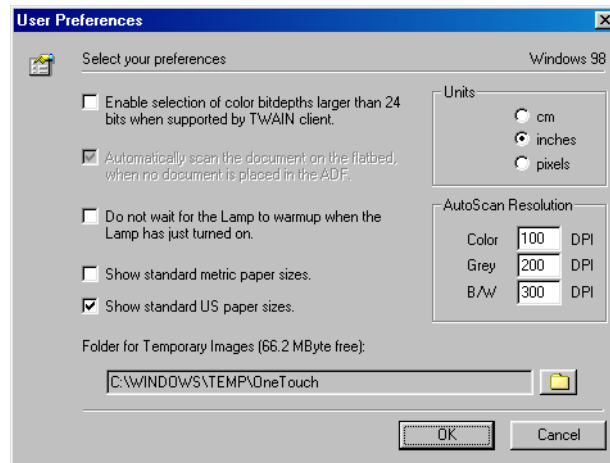 User Preferences
Select your preferences
Windows 98
Enable selection of color bitdepths larger than 24
bits when supported by TWAIN client.
Automatically scan the document on the flatbed,
when no document is placed in the ADF.
Do not wait for the Lamp to warmup when the
Lamp has just turned on.
Show standard metric paper sizes.
Show standard US paper sizes.
Units
cm
inches
pixels
AutoScan Resolution
Color 100 DPI
Grey 200 DPI
B/W 300 DPI
Folder for Temporary Images (66.2 MByte free):
C:\WINDOWS\TEMP\OneTouch
OK
Cancel